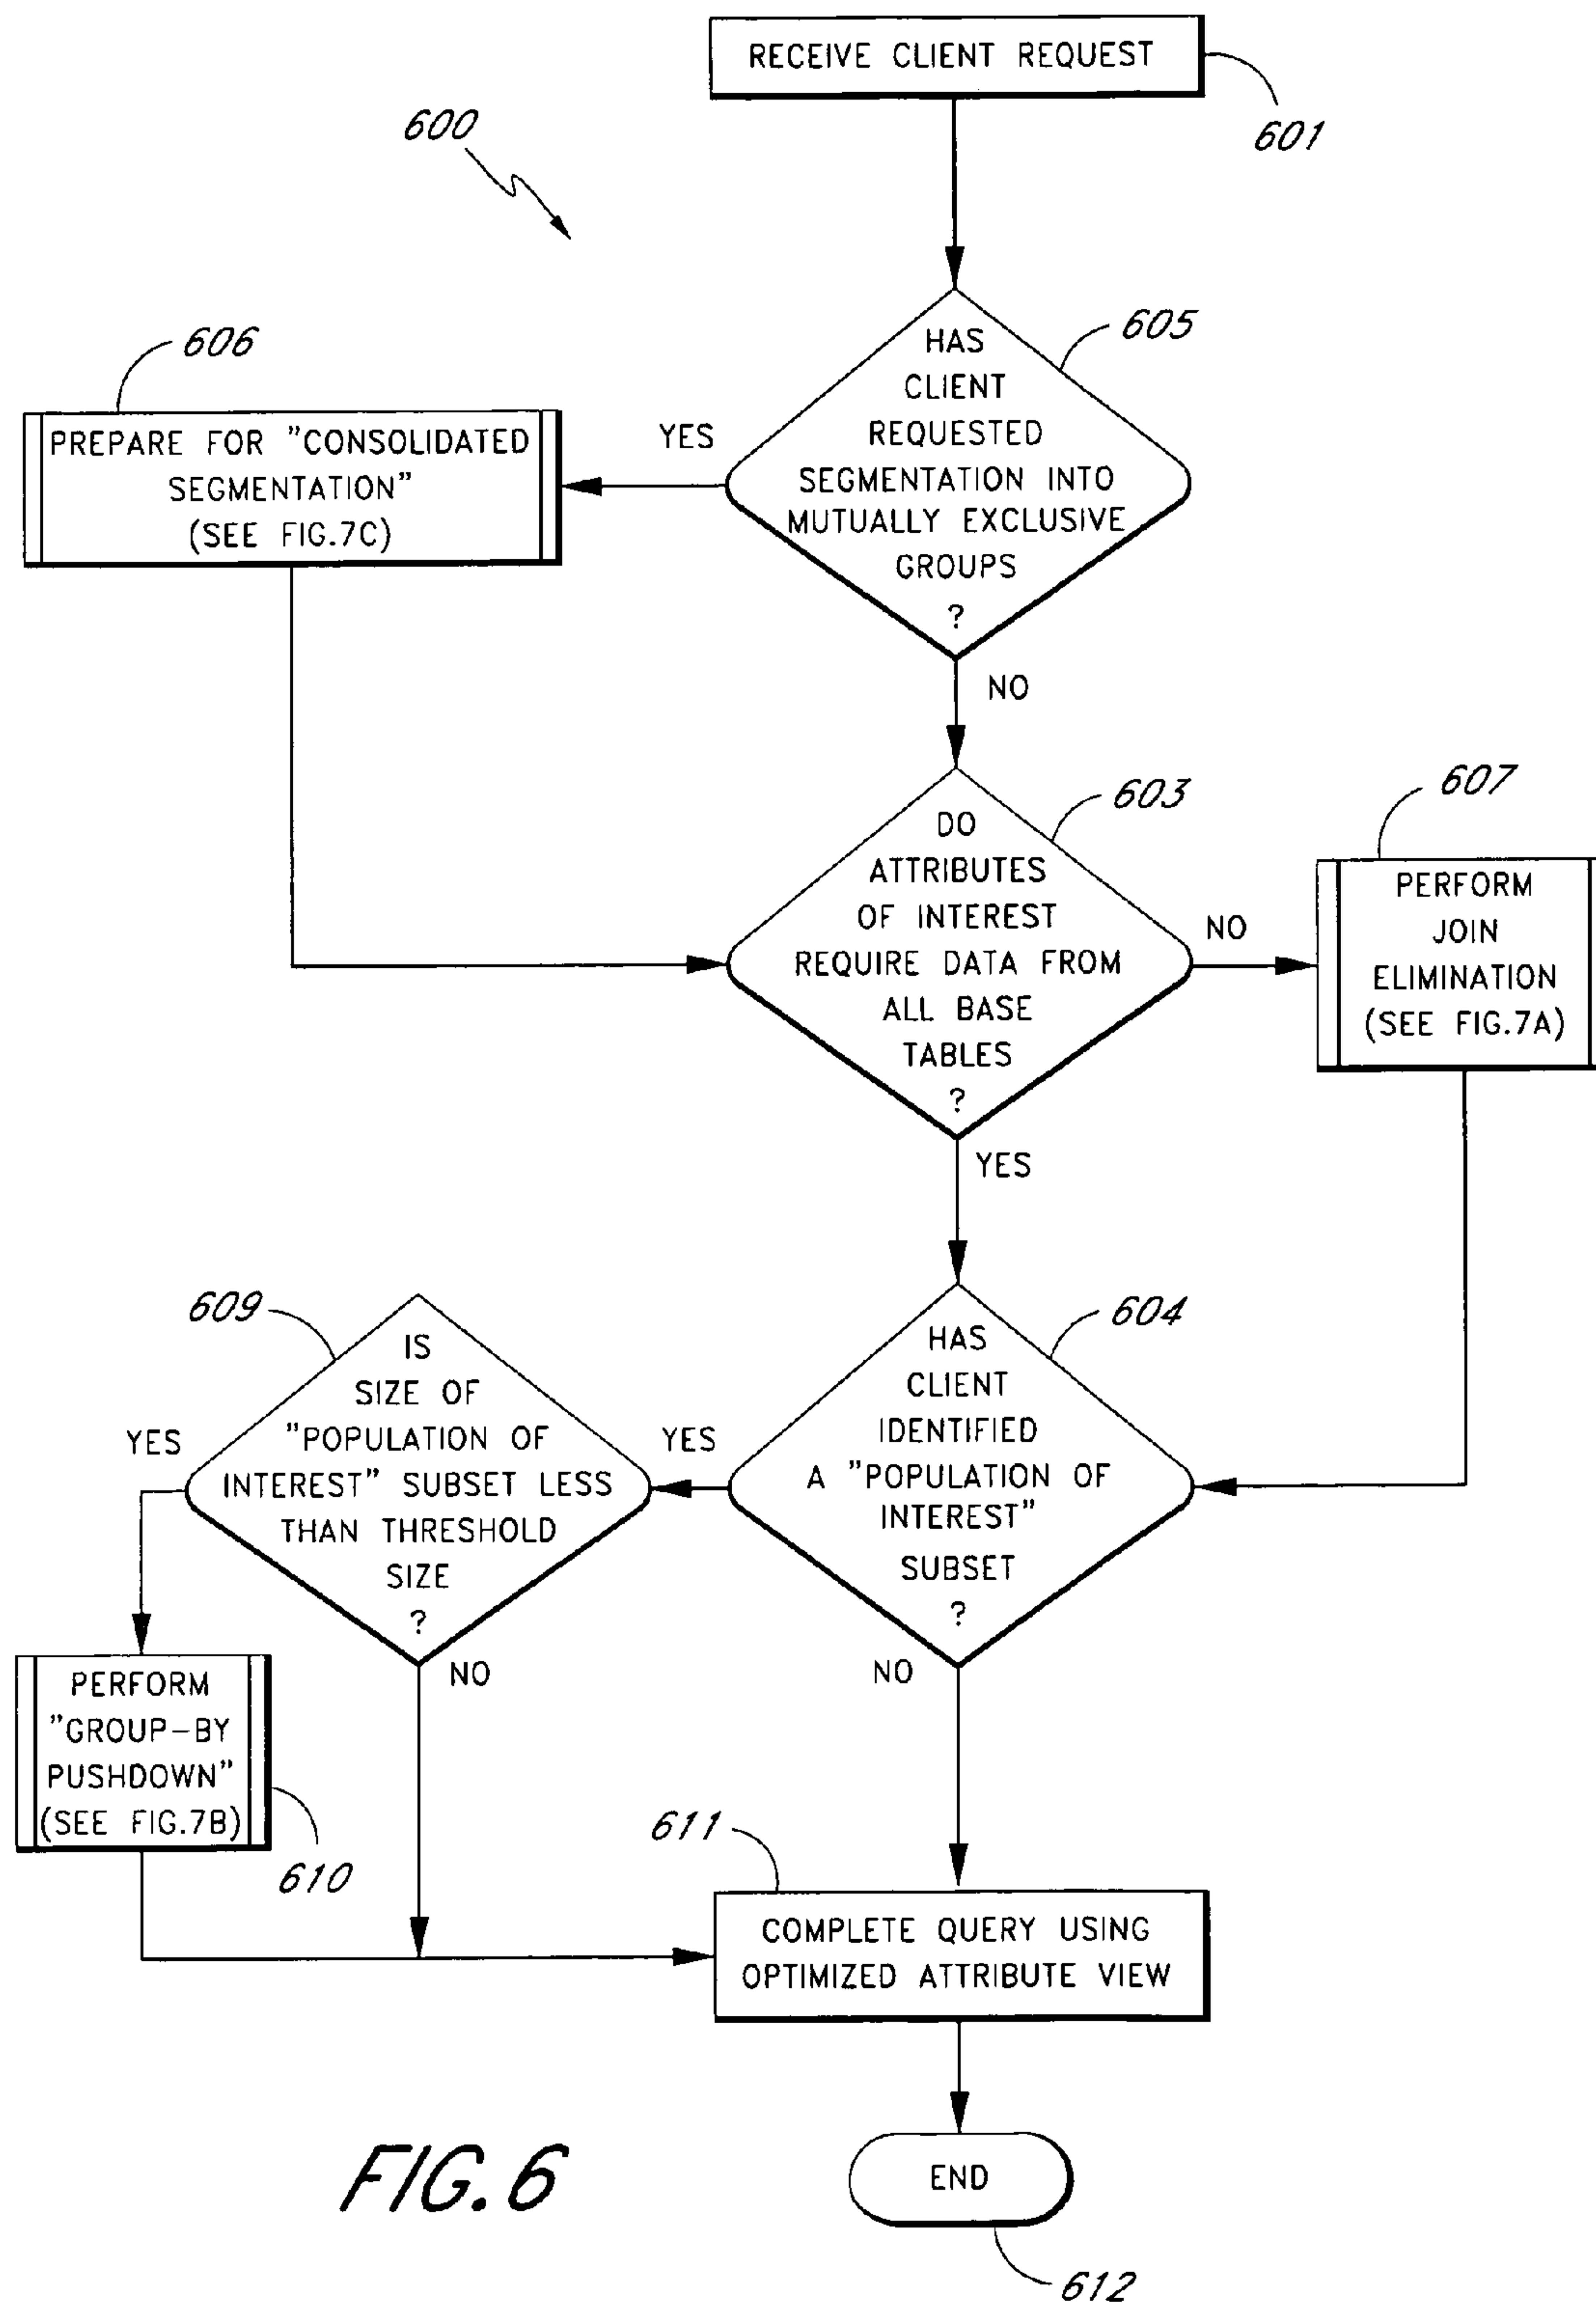 RECEIVE CLIENT REQUEST
601
600
605
HAS
CLIENT
REQUESTED
SEGMENTATION INTO
MUTUALLY EXCLUSIVE
GROUPS
?
YES
606
PREPARE FOR "CONSOLIDATED
SEGMENTATION"
(SEE FIG.7C)
NO
603
DO
ATTRIBUTES
OF INTEREST
REQUIRE DATA FROM
ALL BASE
TABLES
?
NO
607
PERFORM
JOIN
ELIMINATION
(SEE FIG.7A)
YES
604
HAS
CLIENT
IDENTIFIED
A "POPULATION OF
INTEREST"
SUBSET
?
YES
609
IS
SIZE OF
"POPULATION OF
INTEREST" SUBSET LESS
THAN THRESHOLD
SIZE
?
YES
NO
NO
PERFORM
"GROUP-BY
PUSHDOWN"
(SEE FIG.7B)
610
611
COMPLETE QUERY USING
OPTIMIZED ATTRIBUTE VIEW
END
612
FIG. 6